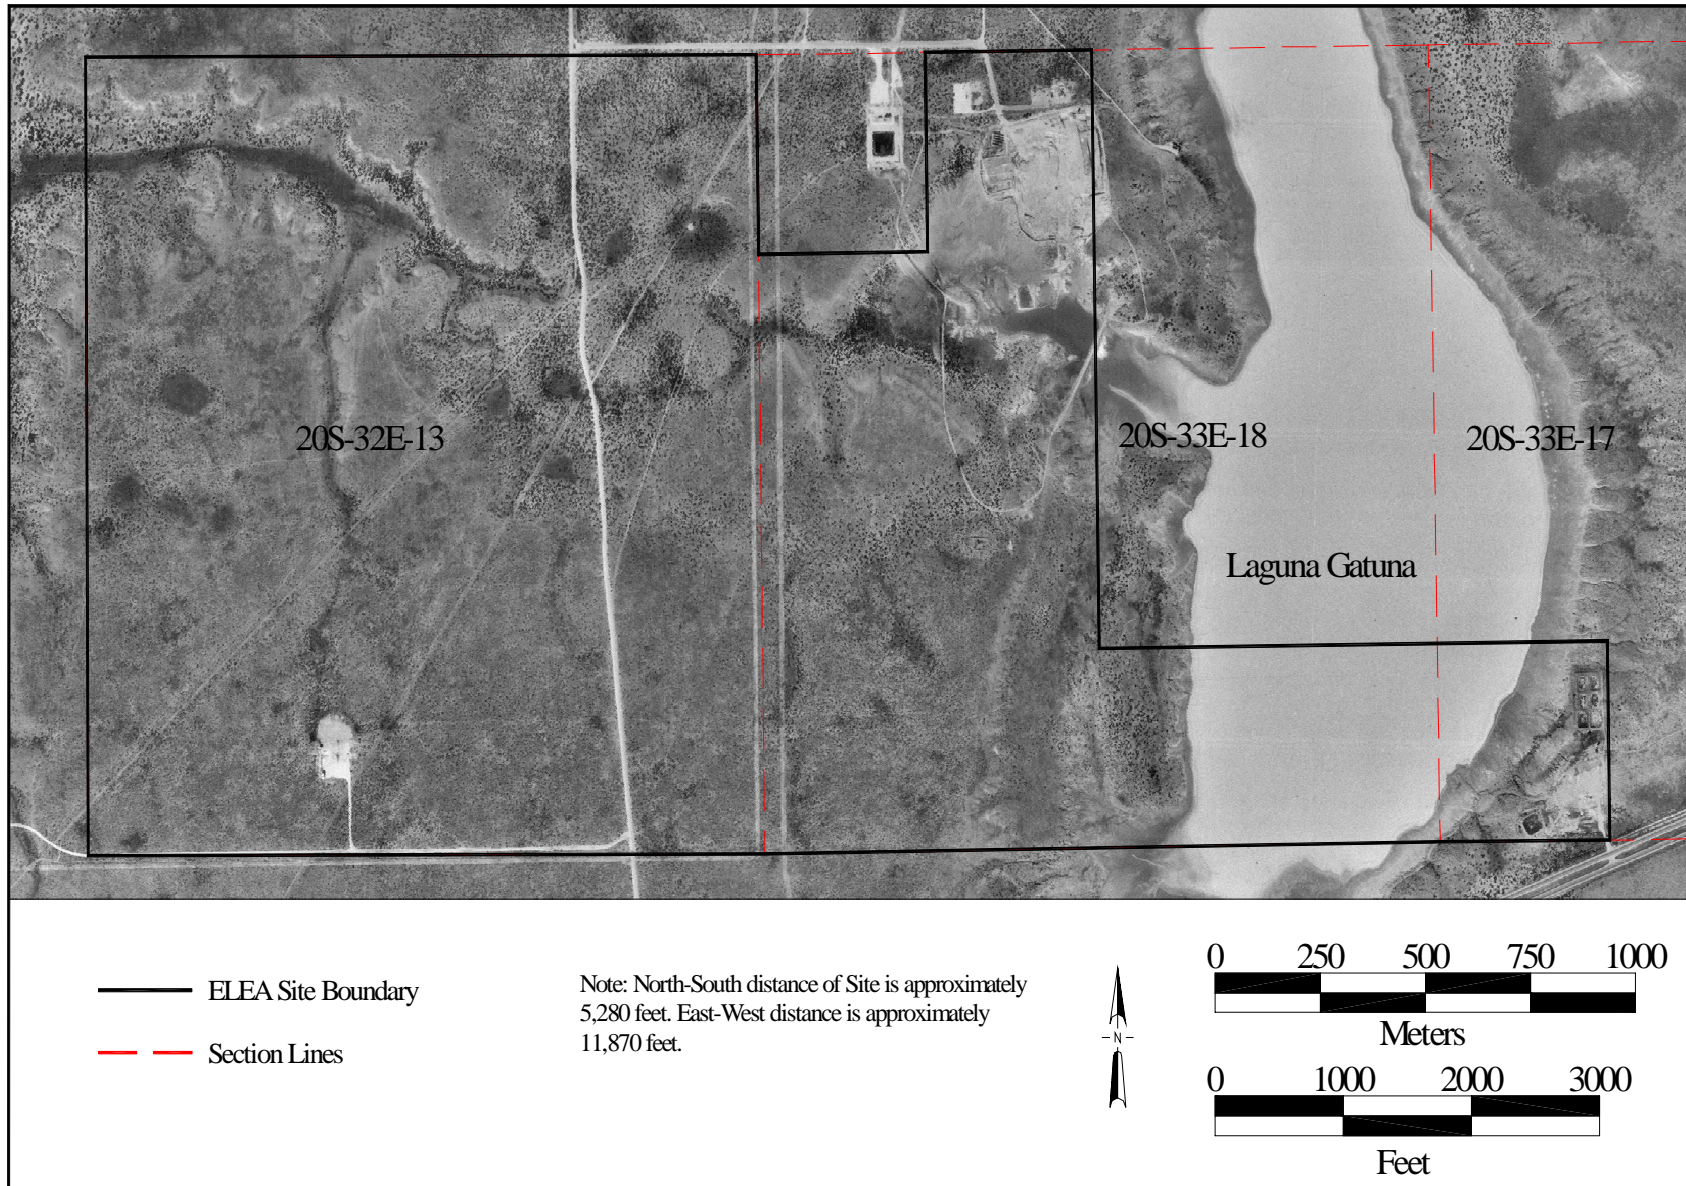 20S-32E-13
20S-33E-18
20S-33E-17
Laguna Gatuna
ELEA Site Boundary
Section Lines
Note: North-South distance of Site is approximately
5,280 feet. East-West distance is approximately
11,870 feet.
N
0 250 500 750 1000
Meters
0 1000 2000 3000
Feet